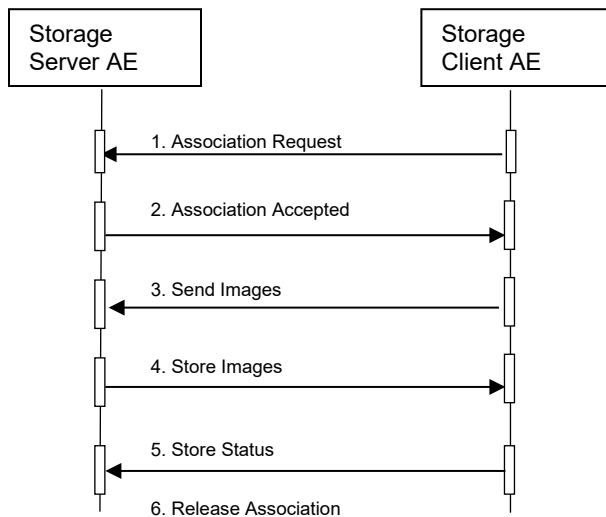 Storage
Server AE
Storage
Client AE
1. Association Request
2. Association Accepted
3. Send Images
4. Store Images
5. Store Status
6. Release Association